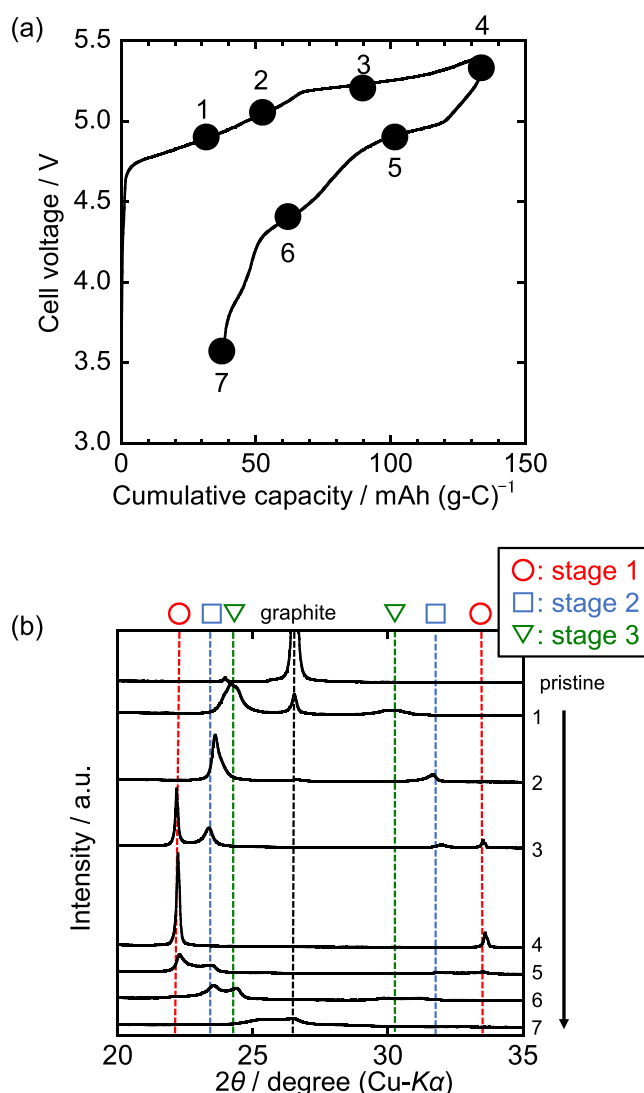 (a)
5.5
5.0
4.5
4.0
3.5
3.0
Cell voltage / V
1
2
3
4
5
6
7
0
50
100
150
Cumulative capacity / mAh (g-C)⁻¹
: stage 1
: stage 2
: stage 3
(b)
graphite
pristine
1
2
3
4
5
6
7
Intensity / a.u.
20
25
30
35
2θ / degree (Cu-Kα)